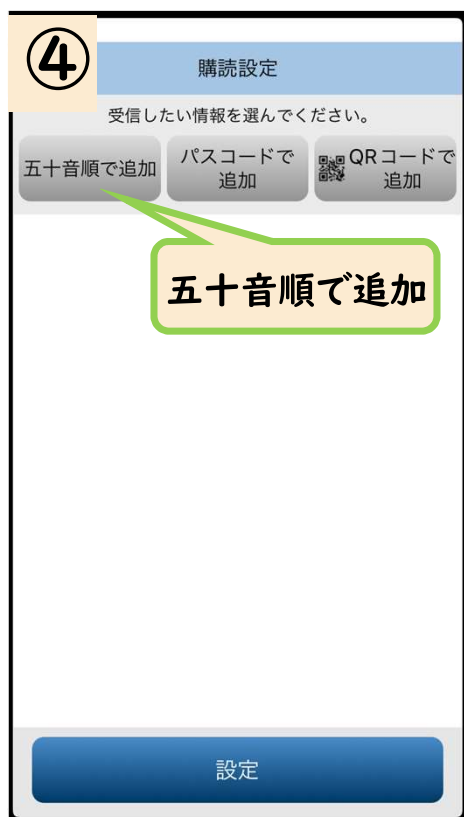 ④
購読設定
受信したい情報を選んでください。
五十音順で追加
パスコードで
追加
QRコードで
追加
五十音順で追加
設定